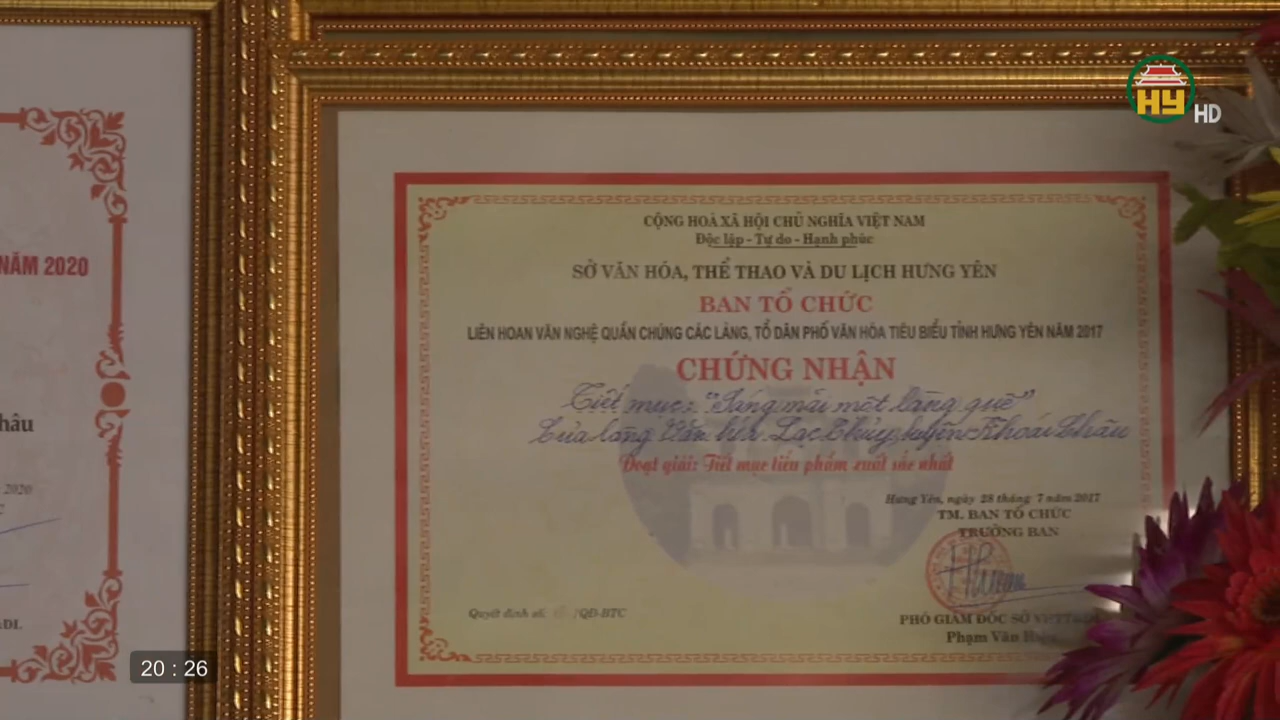 HY HD
NĂM 2020
hâu
2020
CỘNG HOÀ XÃ HỘI CHỦ NGHĨA VIỆT NAM
Độc lập - Tự do - Hạnh phúc
SỞ VĂN HÓA, THỂ THAO VÀ DU LỊCH HƯNG YÊN
BAN TỔ CHỨC
LIÊN HOAN VĂN NGHỆ QUẦN CHÚNG CÁC LÀNG, TỔ DÂN PHỐ VĂN HÓA TIÊU BIỂU TỈNH HƯNG YÊN NĂM 2017
CHỨNG NHẬN
Tiết mục: "Sáng mãi một làng quê"
Của làng Văn hóa Lạc Thủy, huyện Khoái Châu
Đoạt giải: Tiết mục tiểu phẩm xuất sắc nhất
Hưng Yên, ngày 28 tháng 7 năm 2017
TM. BAN TỔ CHỨC
TRƯỞNG BAN
Quyết định số. /QĐ-BTC
PHÓ GIÁM ĐỐC SỞ
Phạm Văn
20 : 26